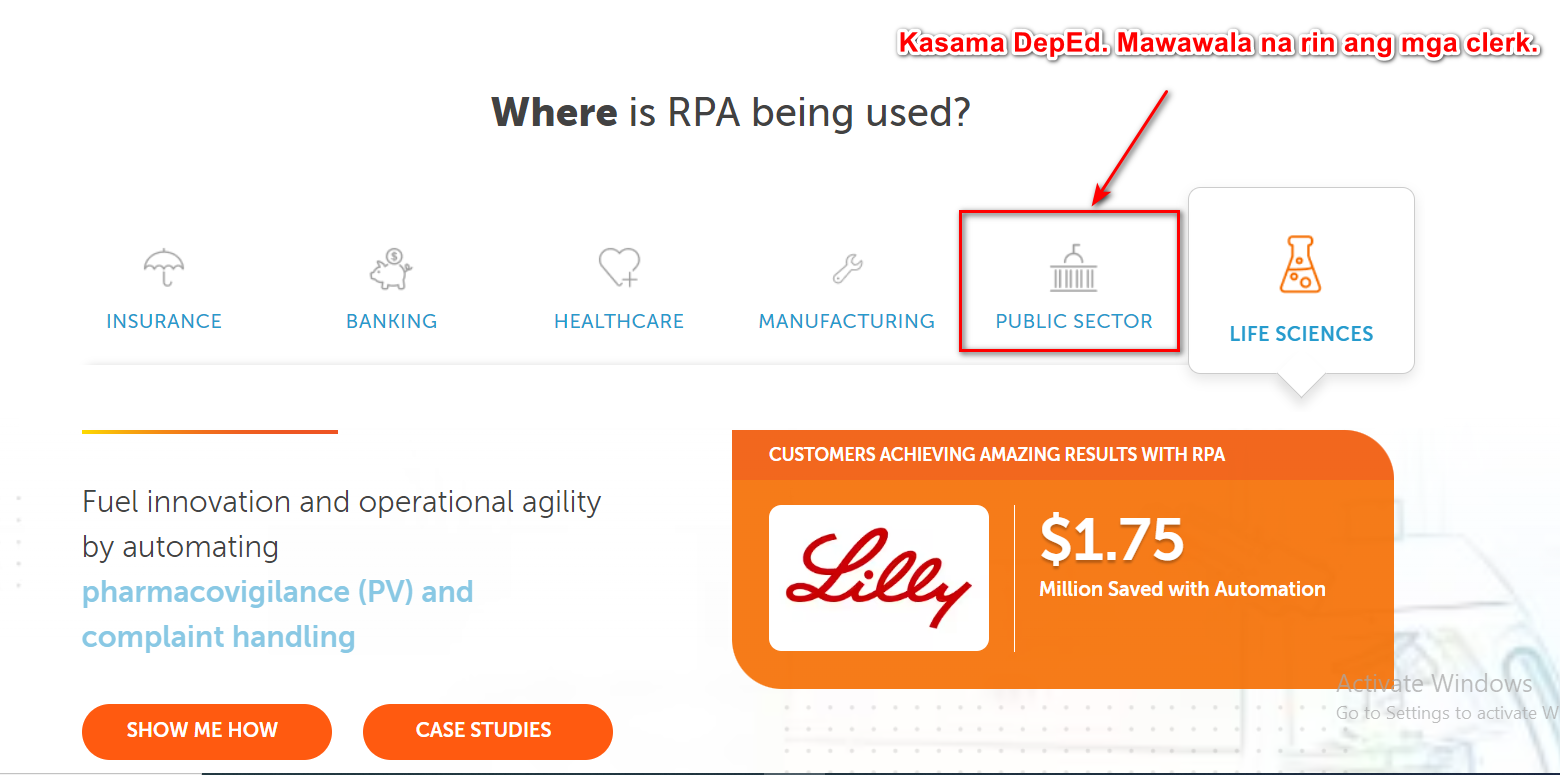 Kasama DepEd. Mawawala na rin ang mga clerk.
Where is RPA being used?
INSURANCE
BANKING
HEALTHCARE
MANUFACTURING
PUBLIC SECTOR
LIFE SCIENCES
Fuel innovation and operational agility
by automating
pharmacovigilance (PV) and
complaint handling
SHOW ME HOW
CASE STUDIES
CUSTOMERS ACHIEVING AMAZING RESULTS WITH RPA
Lilly
$1.75
Million Saved with Automation
Activate Windows
Go to Settings to activate W